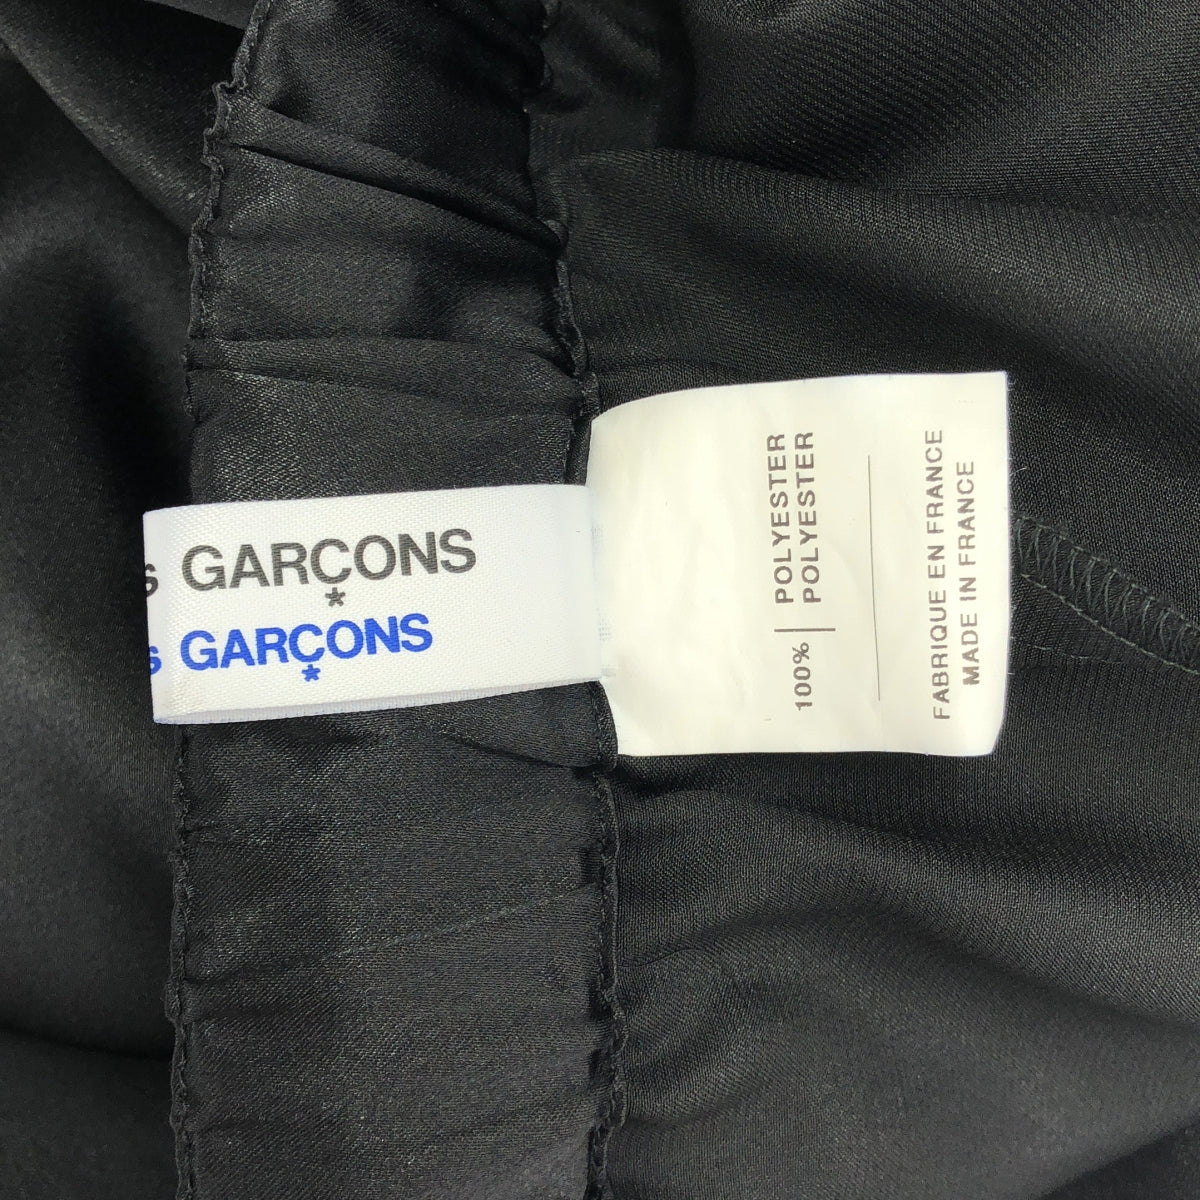 s GARÇONS
*
s GARÇONS
*
100% POLYESTER
POLYESTER
FABRIQUE EN FRANCE
MADE IN FRANCE